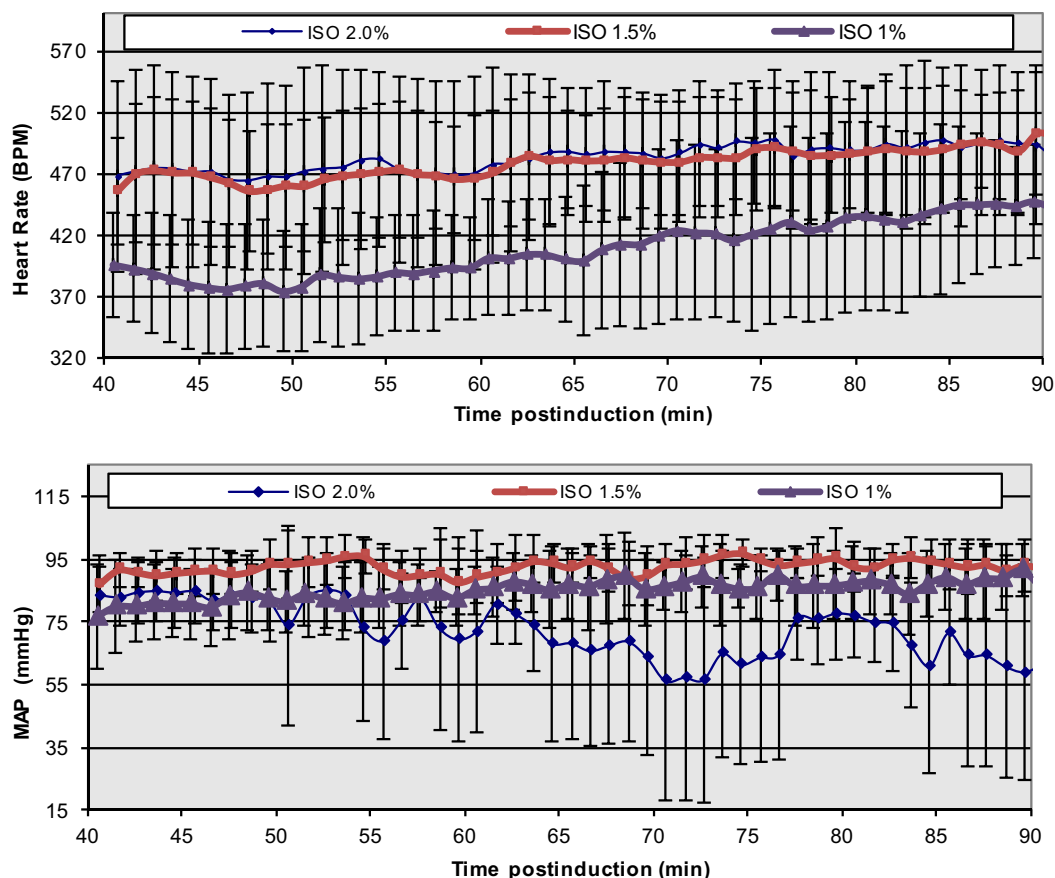 ISO 2.0% ISO 1.5% ISO 1%
570
520
470
420
370
320
Heart Rate (BPM)
40 45 50 55 60 65 70 75 80 85 90
Time postinduction (min)
ISO 2.0% ISO 1.5% ISO 1%
115
95
75
55
35
15
MAP (mmHg)
40 45 50 55 60 65 70 75 80 85 90
Time postinduction (min)